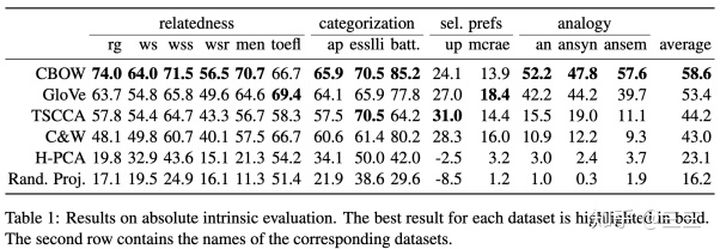 relatedness categorization sel. prefs analogy
rg ws wss wsr men toefl ap esslli batt. up mcrae an ansyn ansem average
CBOW 74.0 64.0 71.5 56.5 70.7 66.7 65.9 70.5 85.2 24.1 13.9 52.2 47.8 57.6 58.6
GloVe 63.7 54.8 65.8 49.6 64.6 69.4 64.1 65.9 77.8 27.0 18.4 42.2 44.2 39.7 53.4
TSCCA 57.8 54.4 64.7 43.3 56.7 58.3 57.5 70.5 64.2 31.0 14.4 15.5 19.0 11.1 44.2
C&W 48.1 49.8 60.7 40.1 57.5 66.7 60.6 61.4 80.2 28.3 16.0 10.9 12.2 9.3 43.0
H-PCA 19.8 32.9 43.6 15.1 21.3 54.2 34.1 50.0 42.0 -2.5 3.2 3.0 2.4 3.7 23.1
Rand. Proj. 17.1 19.5 24.9 16.1 11.3 51.4 21.9 38.6 29.6 -8.5 1.2 1.0 0.3 1.9 16.2
Table 1: Results on absolute intrinsic evaluation. The best result for each dataset is highlighted in bold.
The second row contains the names of the corresponding datasets.
知乎 @三三